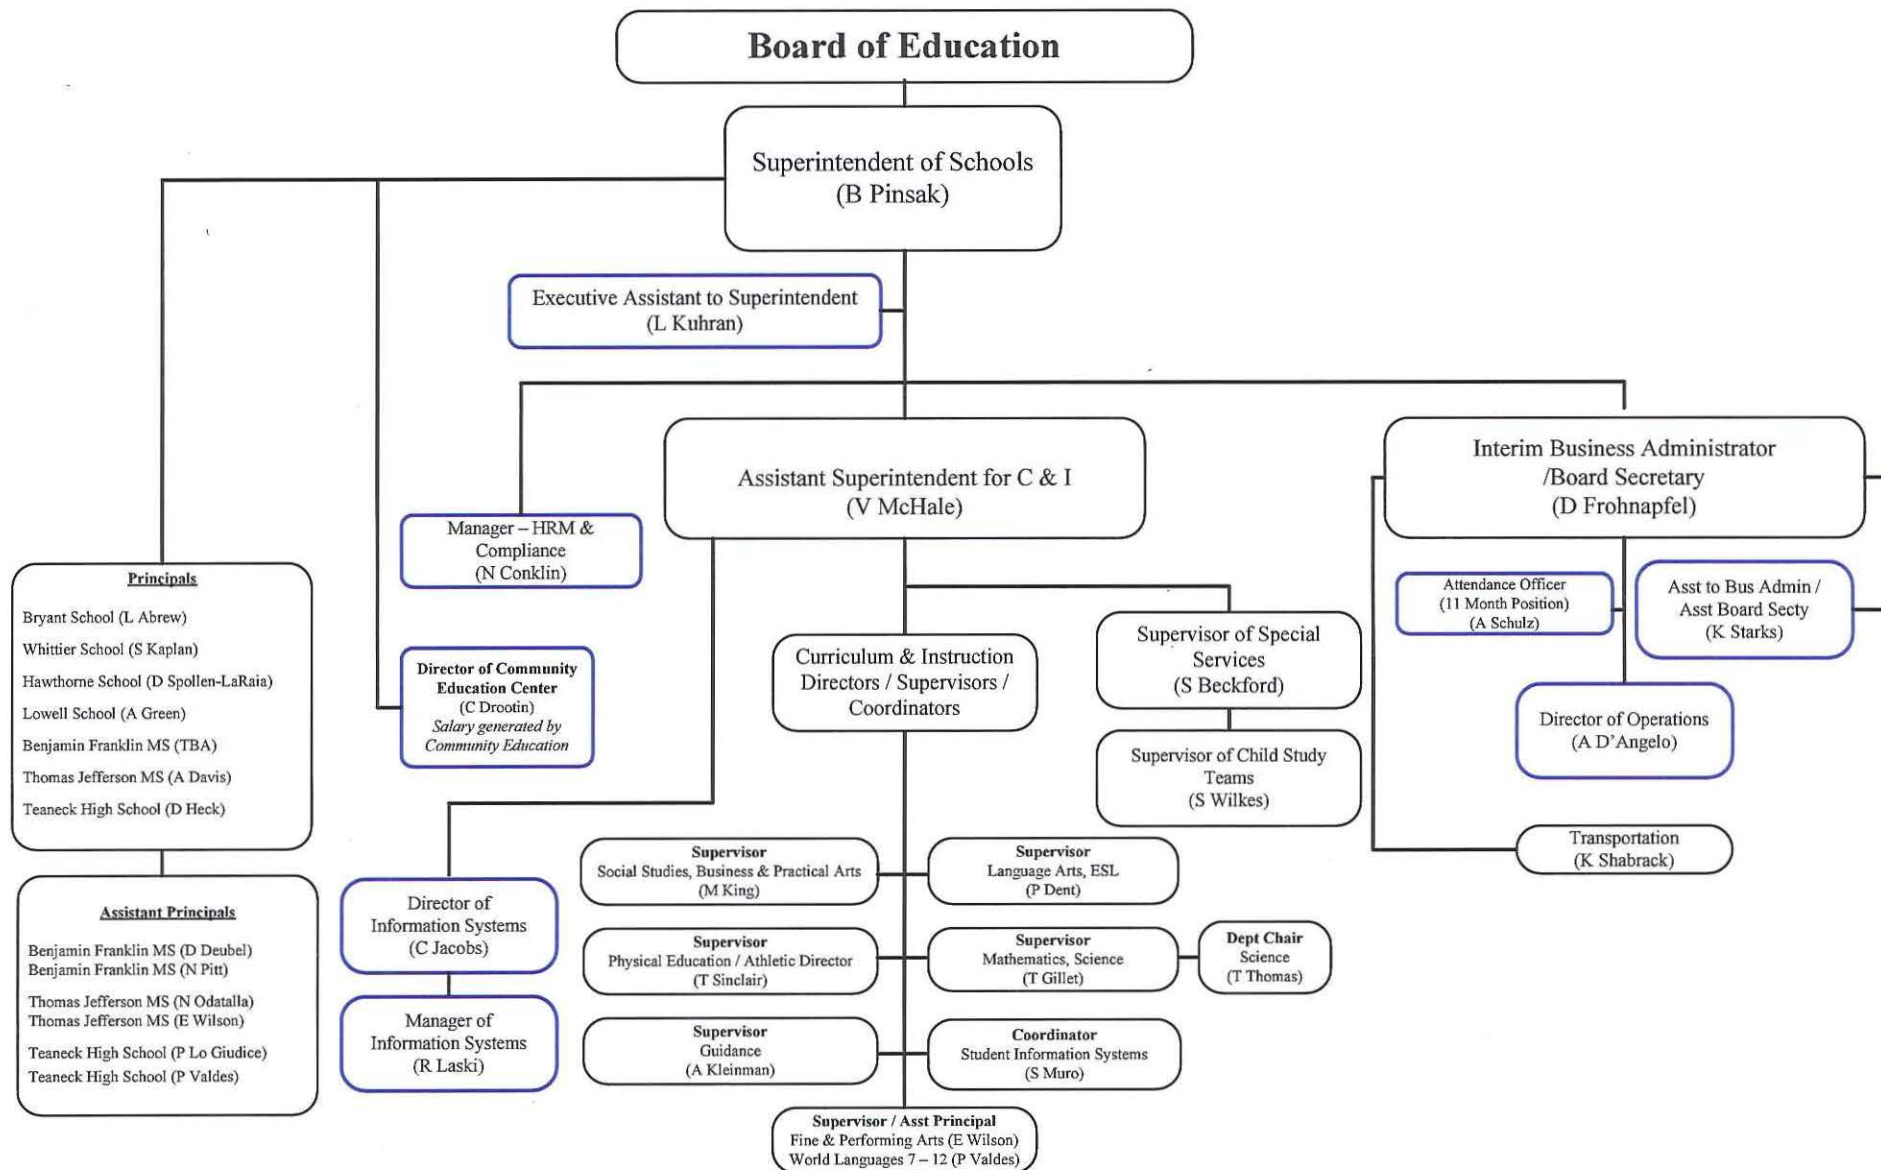 Board of Education
Superintendent of Schools
(B Pinsak)
Executive Assistant to Superintendent
(L Kuhran)
Assistant Superintendent for C & I
(V McHale)
Interim Business Administrator
/Board Secretary
(D Frohnapfel)
Manager – HRM &
Compliance
(N Conklin)
Principals
Bryant School (L Abrew)
Whittier School (S Kaplan)
Hawthorne School (D Spollen-LaRaia)
Lowell School (A Green)
Benjamin Franklin MS (TBA)
Thomas Jefferson MS (A Davis)
Teaneck High School (D Heck)
Assistant Principals
Benjamin Franklin MS (D Deubel)
Benjamin Franklin MS (N Pitt)
Thomas Jefferson MS (N Odatalla)
Thomas Jefferson MS (E Wilson)
Teaneck High School (P Lo Giudice)
Teaneck High School (P Valdes)
Director of Community
Education Center
(C Drootin)
Salary generated by
Community Education
Director of
Information Systems
(C Jacobs)
Manager of
Information Systems
(R Laski)
Curriculum & Instruction
Directors / Supervisors /
Coordinators
Supervisor of Special
Services
(S Beckford)
Supervisor of Child Study
Teams
(S Wilkes)
Attendance Officer
(11 Month Position)
(A Schulz)
Asst to Bus Admin /
Asst Board Secty
(K Starks)
Director of Operations
(A D'Angelo)
Transportation
(K Shabrack)
Supervisor
Social Studies, Business & Practical Arts
(M King)
Supervisor
Language Arts, ESL
(P Dent)
Supervisor
Physical Education / Athletic Director
(T Sinclair)
Supervisor
Mathematics, Science
(T Gillet)
Dept Chair
Science
(T Thomas)
Supervisor
Guidance
(A Kleinman)
Coordinator
Student Information Systems
(S Muro)
Supervisor / Asst Principal
Fine & Performing Arts (E Wilson)
World Languages 7 – 12 (P Valdes)